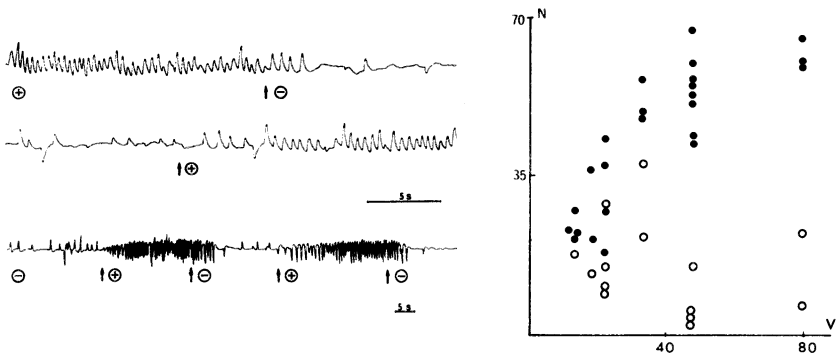 ⊕ ↑ ⊖
↑ ⊕
5 s
⊖ ↑ ⊕ ↑ ⊖ ↑ ⊕ ↑ ⊖
5 s
70 N
35
40 80 V